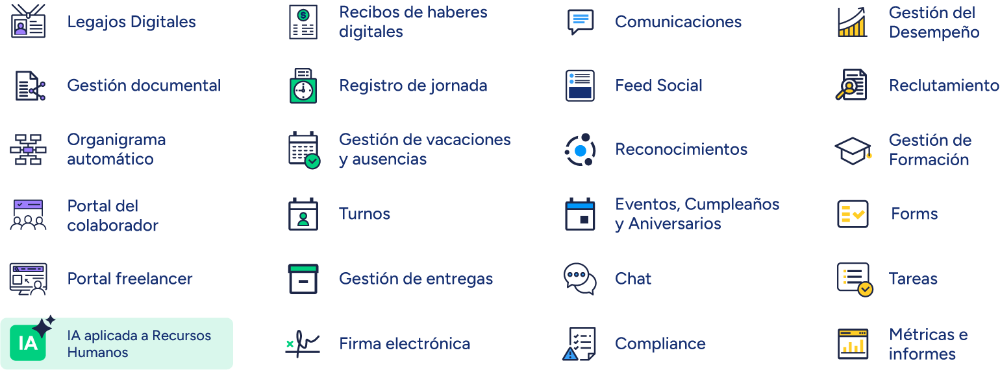 Legajos Digitales
Recibos de haberes
digitales
Comunicaciones
Gestión del
Desempeño
Gestión documental
Registro de jornada
Feed Social
Reclutamiento
Organigrama
automático
Gestión de vacaciones
y ausencias
Reconocimientos
Gestión de
Formación
Portal del
colaborador
Turnos
Eventos, Cumpleaños
y Aniversarios
Forms
Portal freelancer
Gestión de entregas
Chat
Tareas
IA
IA aplicada a Recursos
Humanos
Firma electrónica
Compliance
Métricas e
informes